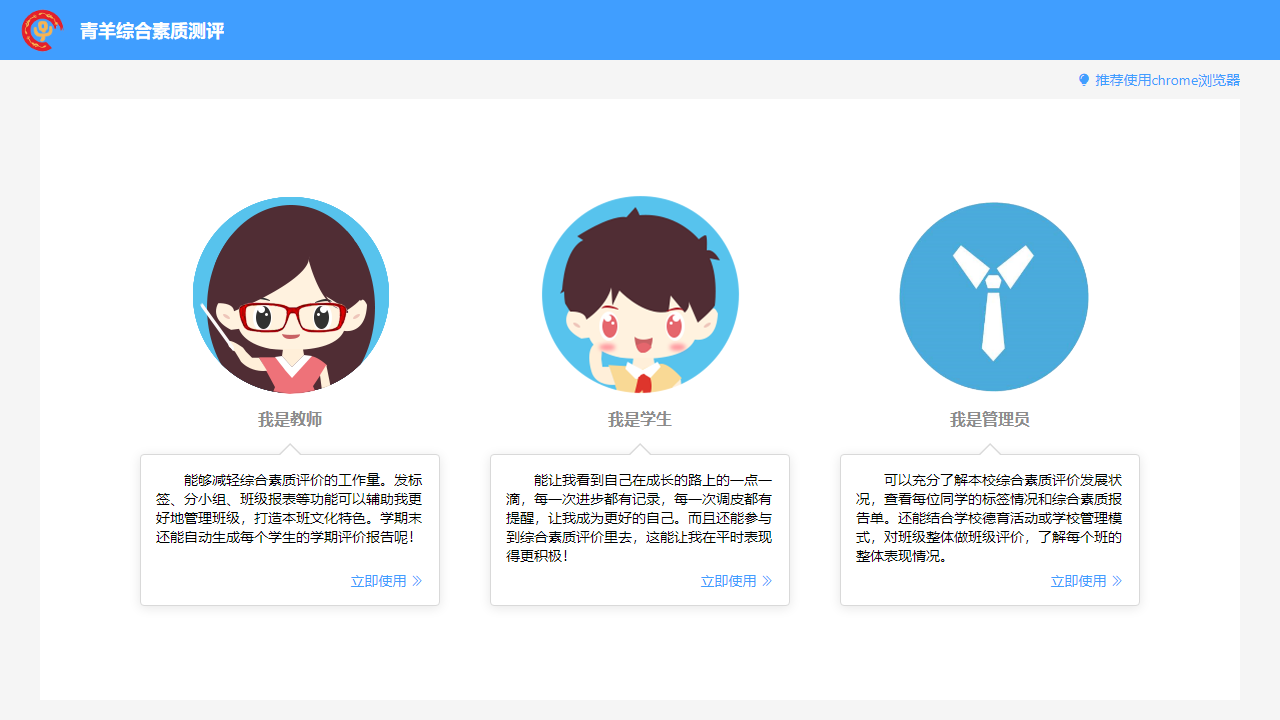 青羊综合素质测评
推荐使用chrome浏览器
我是教师
能够减轻综合素质评价的工作量。发标
签、分小组、班级报表等功能可以辅助我更
好地管理班级，打造本班文化特色。学期末
还能自动生成每个学生的学期评价报告呢！
立即使用
我是学生
能让我看到自己在成长的路上的一点一
滴，每一次进步都有记录，每一次调皮都有
提醒，让我成为更好的自己。而且还能参与
到综合素质评价里去，这能让我在平时表现
得更积极！
立即使用
我是管理员
可以充分了解本校综合素质评价发展状
况，查看每位同学的标签情况和综合素质报
告单。还能结合学校德育活动或学校管理模
式，对班级整体做班级评价，了解每个班的
整体表现情况。
立即使用